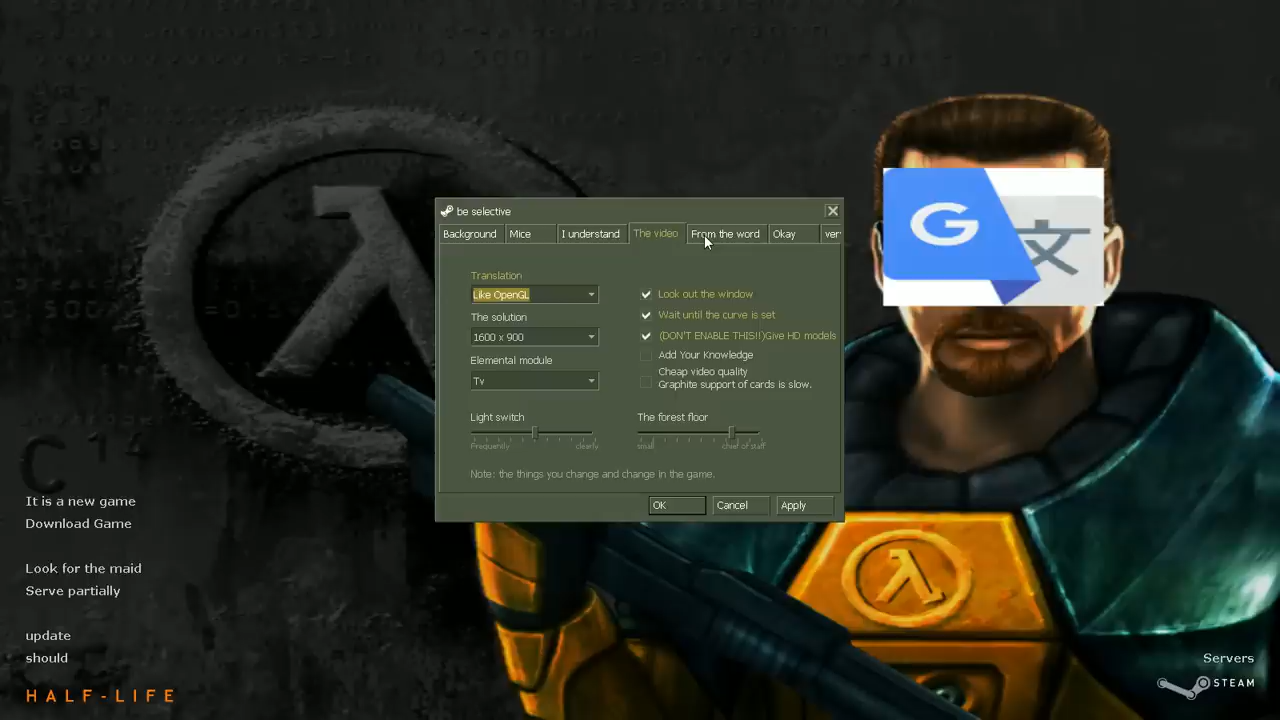 be selective
Background Mice I understand The video From the word Okay ver
Translation
Like OpenGL
The solution
1600 x 900
Elemental module
Tv
Look out the window
Wait until the curve is set
(DON'T ENABLE THIS!!)Give HD models
Add Your Knowledge
Cheap video quality
Graphite support of cards is slow.
Light switch
Frequently clearly
The forest floor
small chief of staff
Note: the things you change and change in the game.
OK Cancel Apply
G 文
C14
It is a new game
Download Game
Look for the maid
Serve partially
update
should
HALF-LIFE
Servers
STEAM